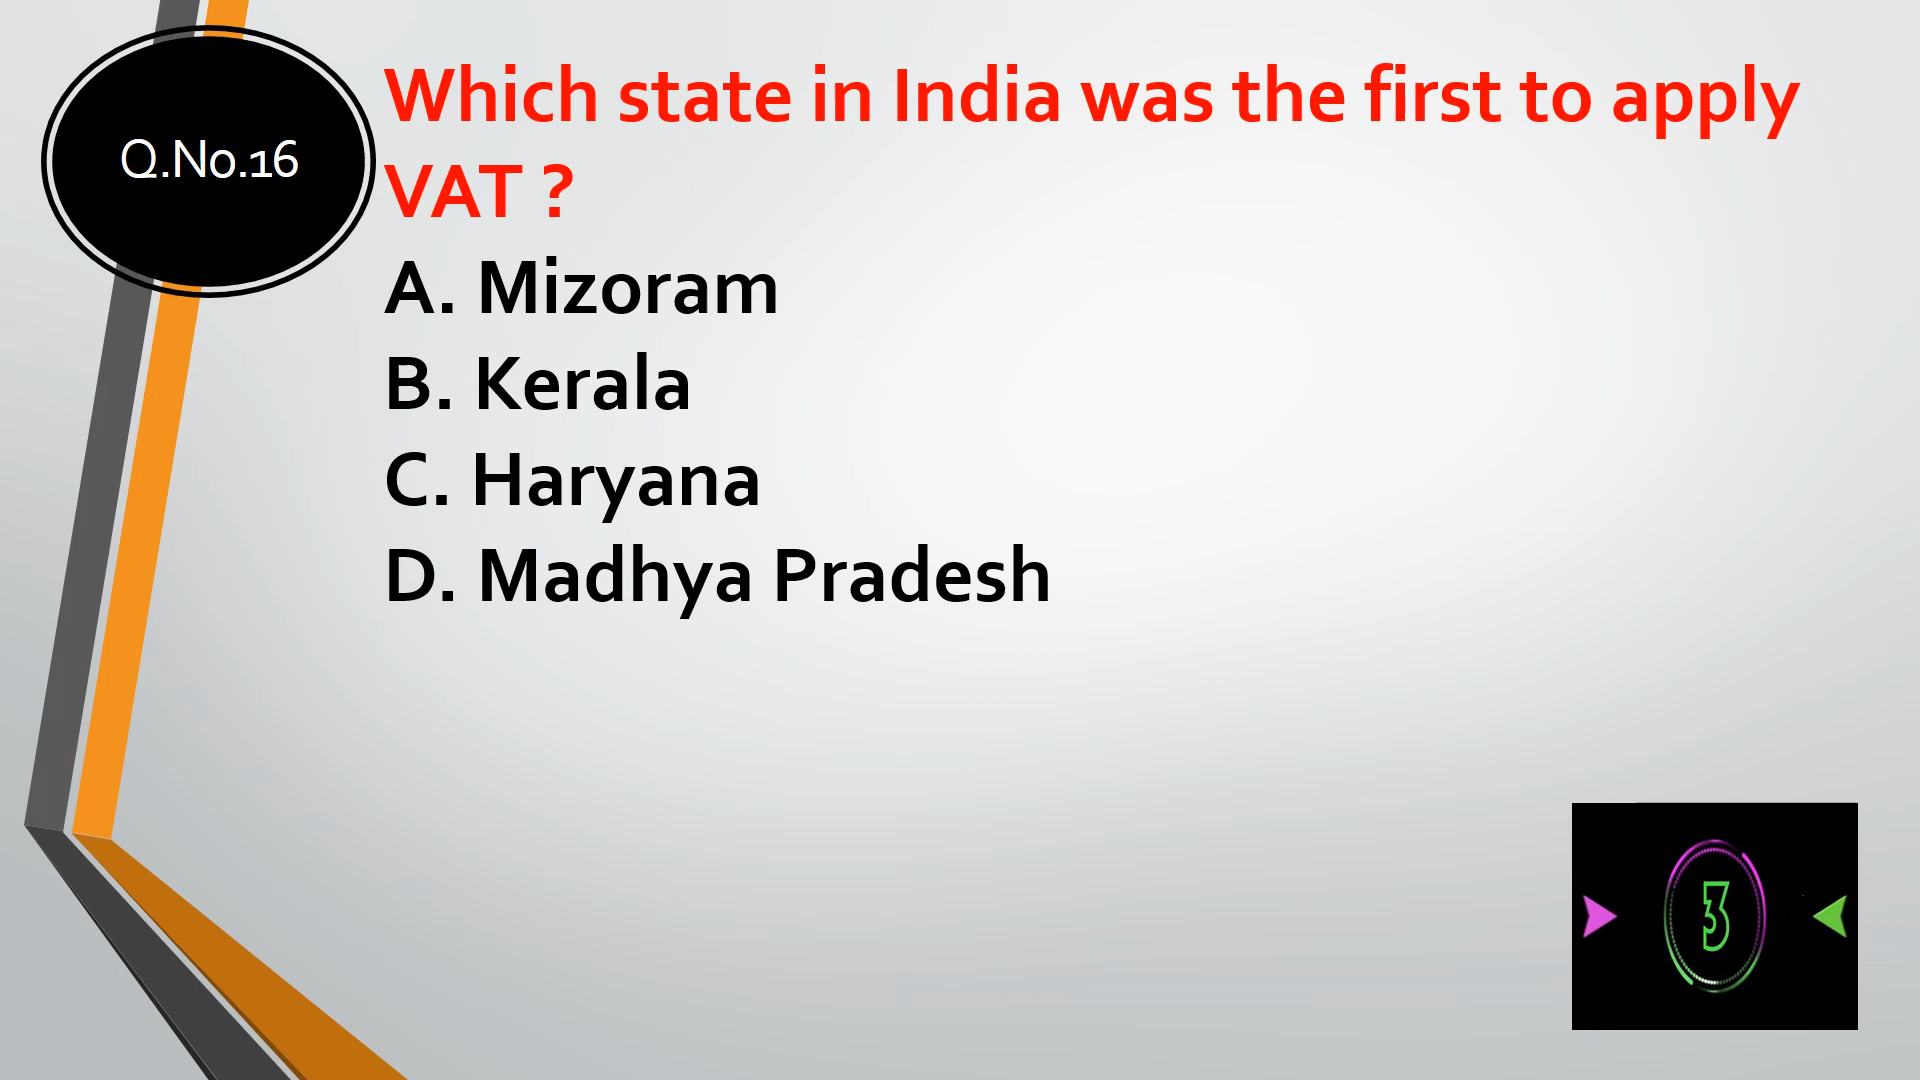 Q.No.16
Which state in India was the first to apply
VAT ?
A. Mizoram
B. Kerala
C. Haryana
D. Madhya Pradesh
3